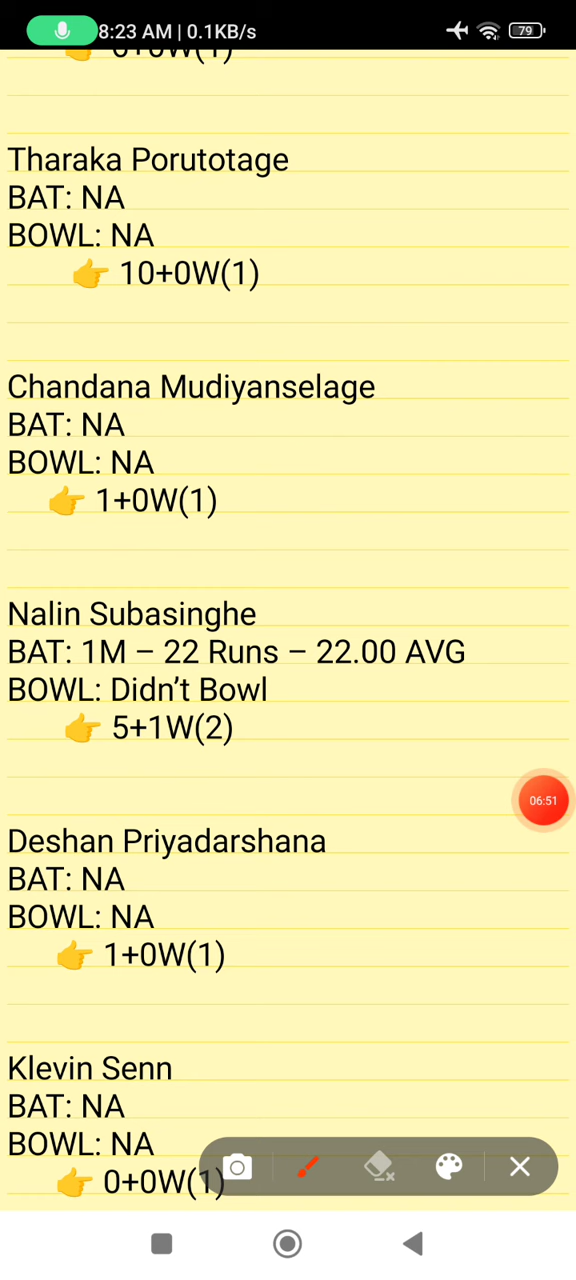 8:23 AM | 0.1KB/s
79
Tharaka Porutotage
BAT: NA
BOWL: NA
👉 10+0W(1)
Chandana Mudiyanselage
BAT: NA
BOWL: NA
👉 1+0W(1)
Nalin Subasinghe
BAT: 1M – 22 Runs – 22.00 AVG
BOWL: Didn’t Bowl
👉 5+1W(2)
06:51
Deshan Priyadarshana
BAT: NA
BOWL: NA
👉 1+0W(1)
Klevin Senn
BAT: NA
BOWL: NA
👉 0+0W(1)